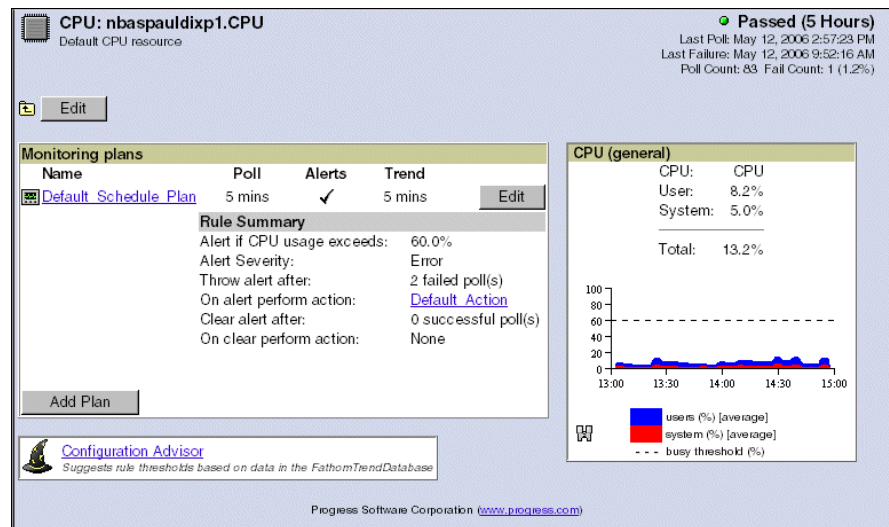 CPU: nbaspauldixp1.CPU
Default CPU resource
Passed (5 Hours)
Last Poll: May 12, 2006 2:57:23 PM
Last Failure: May 12, 2006 9:52:16 AM
Poll Count: 83 Fail Count: 1 (1.2%)
Edit
Monitoring plans
Name Poll Alerts Trend
Default_Schedule_Plan 5 mins ✓ 5 mins Edit
Rule Summary
Alert if CPU usage exceeds: 60.0%
Alert Severity: Error
Throw alert after: 2 failed poll(s)
On alert perform action: Default_Action
Clear alert after: 0 successful poll(s)
On clear perform action: None
Add Plan
CPU (general)
CPU: CPU
User: 8.2%
System: 5.0%
Total: 13.2%
100
80
60
40
20
0
13:00 13:30 14:00 14:30 15:00
users (%) [average]
system (%) [average]
busy threshold (%)
Configuration Advisor
Suggests rule thresholds based on data in the FathomTrendDatabase
Progress Software Corporation (www.progress.com)